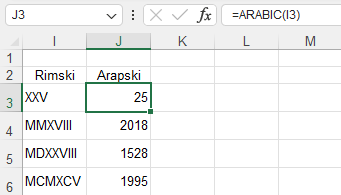 J3 fx =ARABIC(I3)
I J K L M
1
2 Rimski Arapski
3 XXV 25
4 MMXVIII 2018
5 MDXXVIII 1528
6 MCMXCV 1995